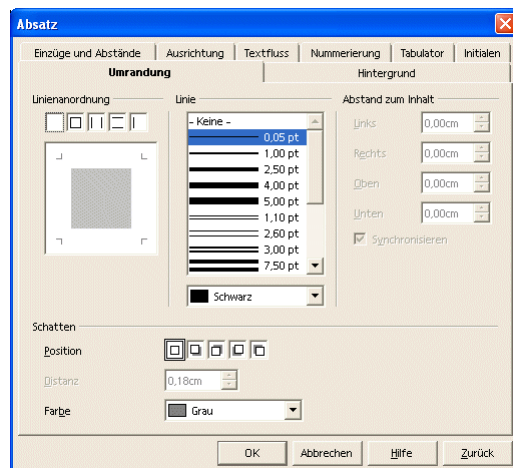 Absatz
Einzüge und Abstände Ausrichtung Textfluss Nummerierung Tabulator Initialen
Umrandung Hintergrund
Linienanordnung
Linie
- Keine -
0,05 pt
1,00 pt
2,50 pt
4,00 pt
5,00 pt
1,10 pt
2,60 pt
3,00 pt
7,50 pt
Schwarz
Abstand zum Inhalt
Links 0,00cm
Rechts 0,00cm
Oben 0,00cm
Unten 0,00cm
Synchronisieren
Schatten
Position
Distanz 0,18cm
Farbe Grau
OK Abbrechen Hilfe Zurück